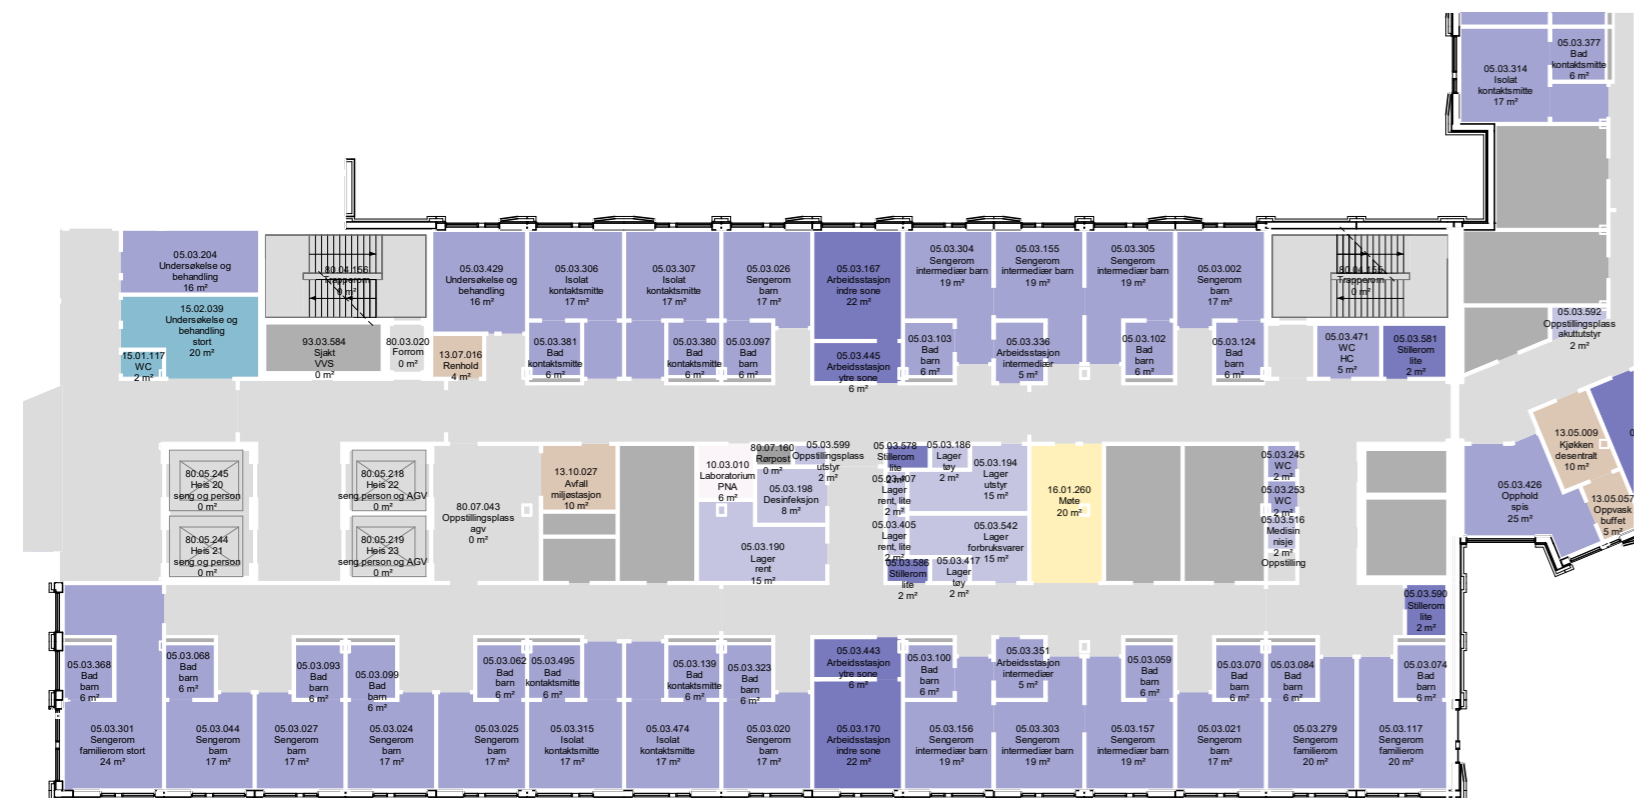 05.03.377
Bad
kontaktsmitte
6 m²
05.03.314
Isolat
kontaktsmitte
17 m²
05.03.204
Undersøkelse og
behandling
16 m²
15.02.039
Undersøkelse og
behandling
stort
20 m²
15.01.117
WC
2 m²
80.04.156
Trapperom
0 m²
93.03.584
Sjakt
VVS
0 m²
80.03.020
Forrom
0 m²
05.03.429
Undersøkelse og
behandling
16 m²
13.07.016
Renhold
4 m²
05.03.306
Isolat
kontaktsmitte
17 m²
05.03.381
Bad
kontaktsmitte
6 m²
05.03.307
Isolat
kontaktsmitte
17 m²
05.03.380
Bad
kontaktsmitte
6 m²
05.03.026
Sengerom
barn
17 m²
05.03.097
Bad
barn
6 m²
05.03.167
Arbeidsstasjon
indre sone
22 m²
05.03.445
Arbeidsstasjon
ytre sone
6 m²
05.03.304
Sengerom
intermediær barn
19 m²
05.03.103
Bad
barn
6 m²
05.03.155
Sengerom
intermediær barn
19 m²
05.03.336
Arbeidsstasjon
intermediær
5 m²
05.03.305
Sengerom
intermediær barn
19 m²
05.03.102
Bad
barn
6 m²
05.03.002
Sengerom
barn
17 m²
05.03.124
Bad
barn
6 m²
Trapperom
0 m²
05.03.471
WC
HC
5 m²
05.03.581
Stillerom
lite
2 m²
05.03.592
Oppstillingsplass
akuttutstyr
2 m²
13.05.009
Kjøkken
desentralt
10 m²
13.05.057
Oppvask
buffet
5 m²
05.03.426
Opphold
spis
25 m²
80.05.245
Heis 20
seng og person
0 m²
80.05.218
Heis 22
seng person og AGV
0 m²
80.05.244
Heis 21
seng og person
0 m²
80.05.219
Heis 23
seng person og AGV
0 m²
80.07.043
Oppstillingsplass
agv
0 m²
13.10.027
Avfall
miljøstasjon
10 m²
10.03.010
Laboratorium
PNA
6 m²
80.07.160
Rørpost
0 m²
05.03.599
Oppstillingsplass
utstyr
2 m²
05.03.198
Desinfeksjon
8 m²
05.03.190
Lager
rent
15 m²
05.03.578
Stillerom
lite
2 m²
05.03.407
Lager
rent, lite
2 m²
05.03.405
Lager
rent, lite
2 m²
05.03.586
Stillerom
lite
2 m²
05.03.186
Lager
tøy
2 m²
05.03.194
Lager
utstyr
15 m²
05.03.542
Lager
forbruksvarer
15 m²
05.03.417
Lager
tøy
2 m²
16.01.260
Møte
20 m²
05.03.245
WC
2 m²
05.03.253
WC
2 m²
05.03.516
Medisin
nisje
2 m²
Oppstilling
05.03.590
Stillerom
lite
2 m²
05.03.368
Bad
barn
6 m²
05.03.301
Sengerom
familierom stort
24 m²
05.03.068
Bad
barn
6 m²
05.03.044
Sengerom
barn
17 m²
05.03.093
Bad
barn
6 m²
05.03.027
Sengerom
barn
17 m²
05.03.099
Bad
barn
6 m²
05.03.024
Sengerom
barn
17 m²
05.03.062
Bad
barn
6 m²
05.03.025
Sengerom
barn
17 m²
05.03.495
Bad
kontaktsmitte
6 m²
05.03.315
Isolat
kontaktsmitte
17 m²
05.03.139
Bad
kontaktsmitte
6 m²
05.03.474
Isolat
kontaktsmitte
17 m²
05.03.323
Bad
barn
6 m²
05.03.020
Sengerom
barn
17 m²
05.03.443
Arbeidsstasjon
ytre sone
6 m²
05.03.170
Arbeidsstasjon
indre sone
22 m²
05.03.100
Bad
barn
6 m²
05.03.156
Sengerom
intermediær barn
19 m²
05.03.351
Arbeidsstasjon
intermediær
5 m²
05.03.303
Sengerom
intermediær barn
19 m²
05.03.059
Bad
barn
6 m²
05.03.157
Sengerom
intermediær barn
19 m²
05.03.070
Bad
barn
6 m²
05.03.021
Sengerom
barn
17 m²
05.03.084
Bad
barn
6 m²
05.03.279
Sengerom
familierom
20 m²
05.03.074
Bad
barn
6 m²
05.03.117
Sengerom
familierom
20 m²